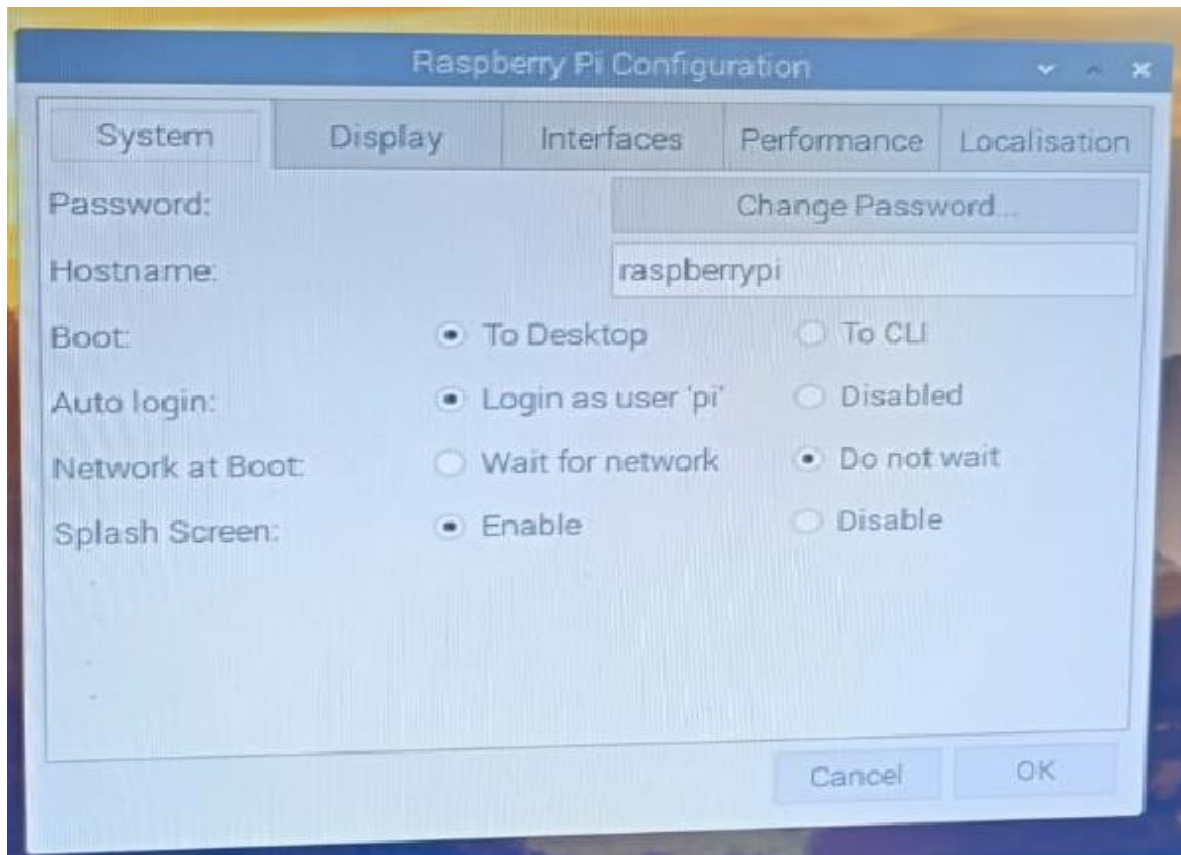 Raspberry Pi Configuration
System Display Interfaces Performance Localisation
Password: Change Password...
Hostname: raspberrypi
Boot: To Desktop To CLI
Auto login: Login as user 'pi' Disabled
Network at Boot: Wait for network Do not wait
Splash Screen: Enable Disable
Cancel OK